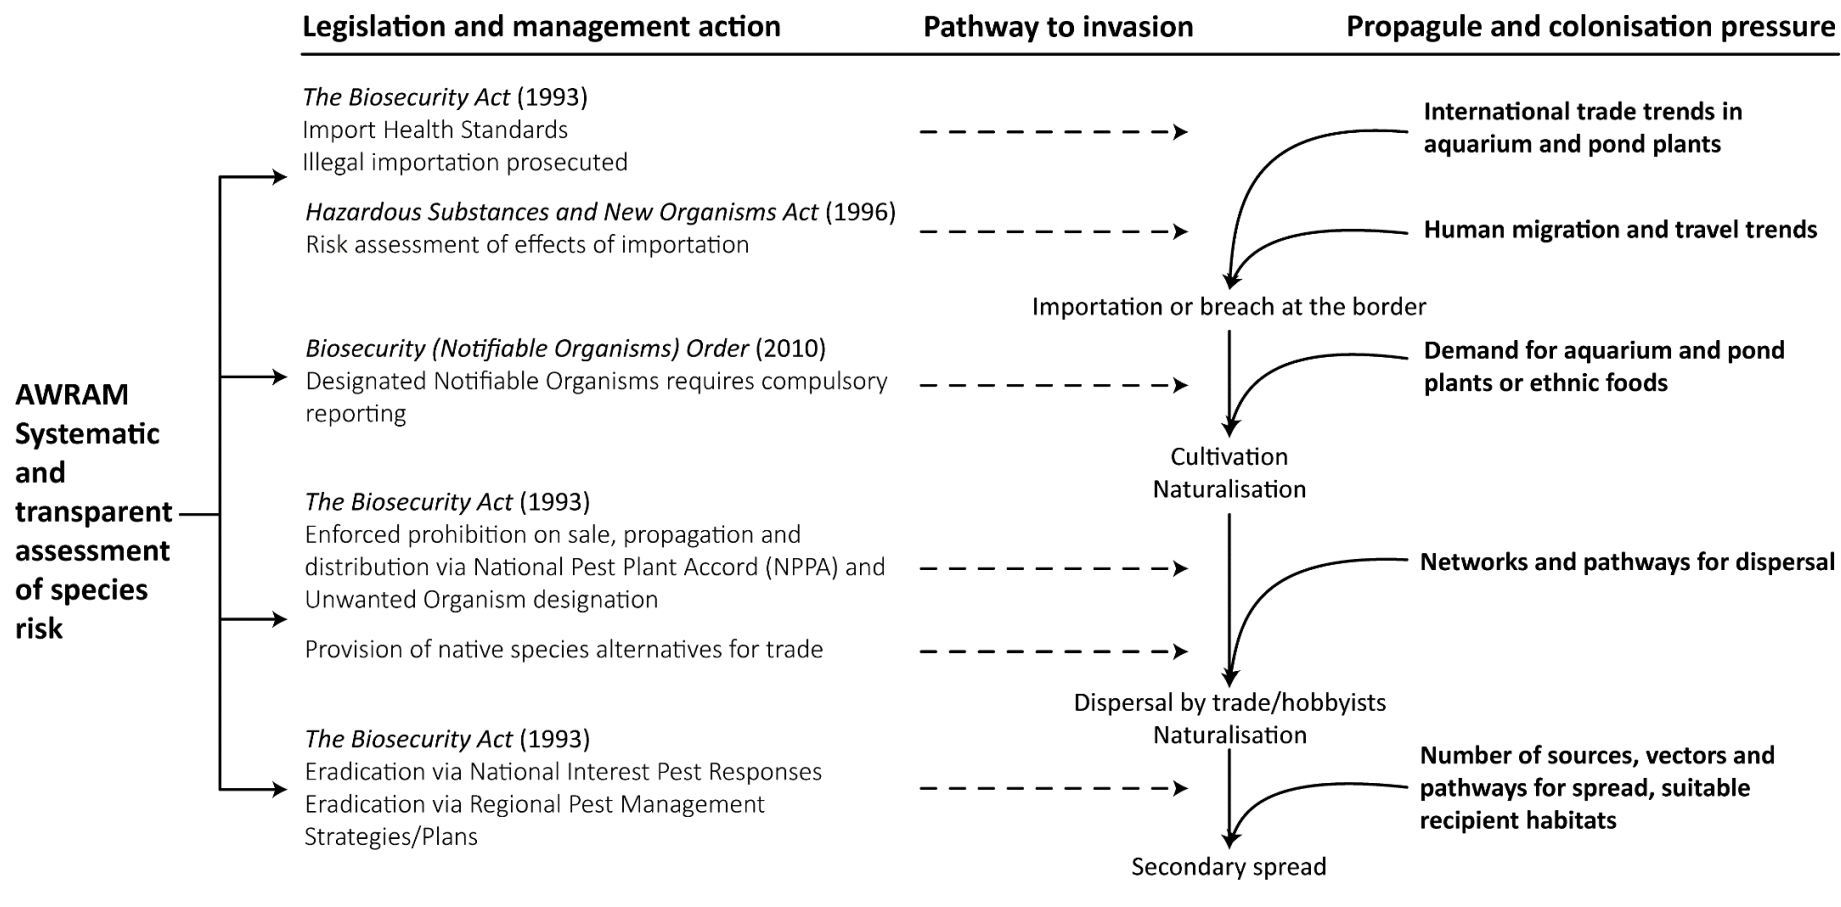 Legislation and management action
Pathway to invasion
Propagule and colonisation pressure
AWRAM
Systematic
and
transparent
assessment
of species
risk
The Biosecurity Act (1993)
Import Health Standards
Illegal importation prosecuted
Hazardous Substances and New Organisms Act (1996)
Risk assessment of effects of importation
Biosecurity (Notifiable Organisms) Order (2010)
Designated Notifiable Organisms requires compulsory
reporting
The Biosecurity Act (1993)
Enforced prohibition on sale, propagation and
distribution via National Pest Plant Accord (NPPA) and
Unwanted Organism designation
Provision of native species alternatives for trade
The Biosecurity Act (1993)
Eradication via National Interest Pest Responses
Eradication via Regional Pest Management
Strategies/Plans
Importation or breach at the border
Cultivation
Naturalisation
Dispersal by trade/hobbyists
Naturalisation
Secondary spread
International trade trends in
aquarium and pond plants
Human migration and travel trends
Demand for aquarium and pond
plants or ethnic foods
Networks and pathways for dispersal
Number of sources, vectors and
pathways for spread, suitable
recipient habitats